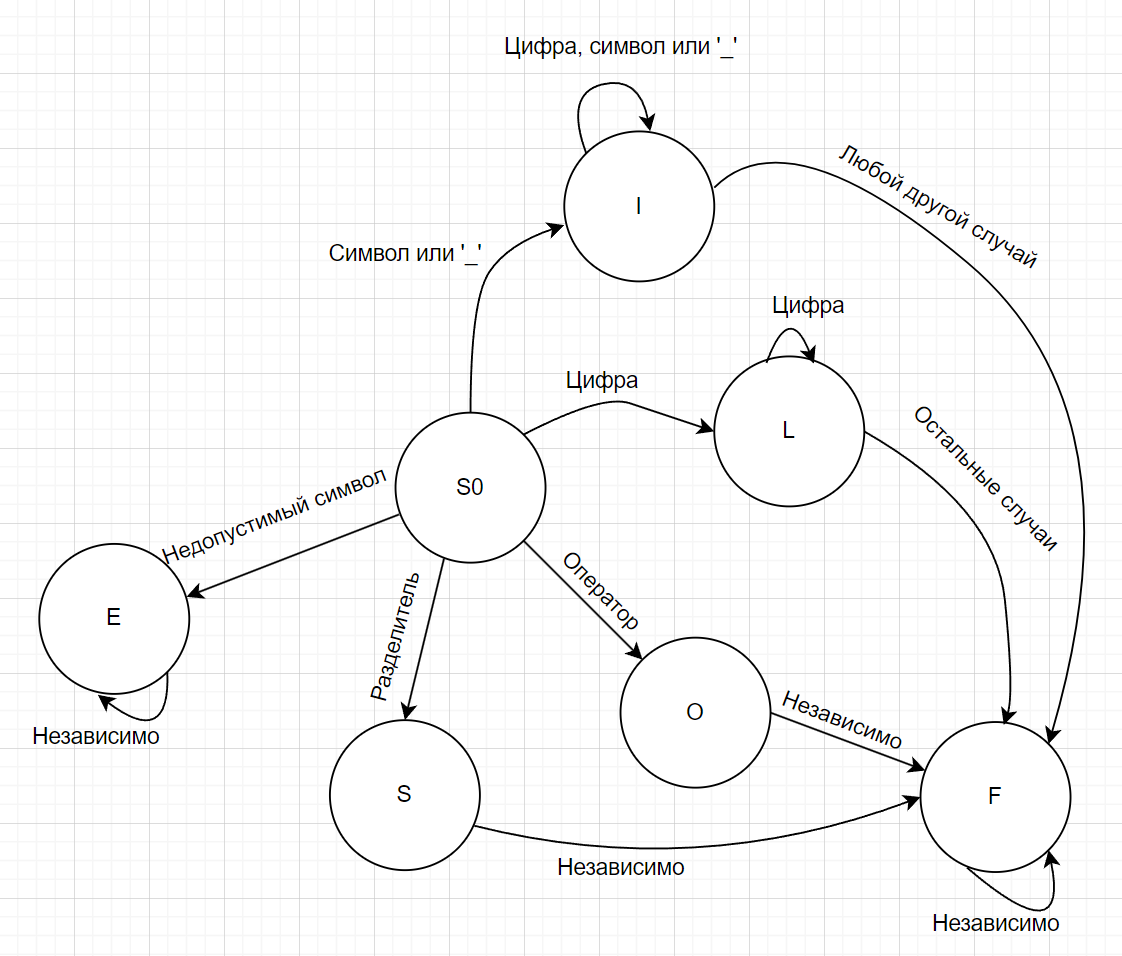 Цифра, символ или '_'
I
Любой другой случай
Символ или '_'
Цифра
Цифра
L
Остальные случаи
S0
Недопустимый символ
Оператор
Разделитель
E
Независимо
O
Независимо
S
F
Независимо
Независимо